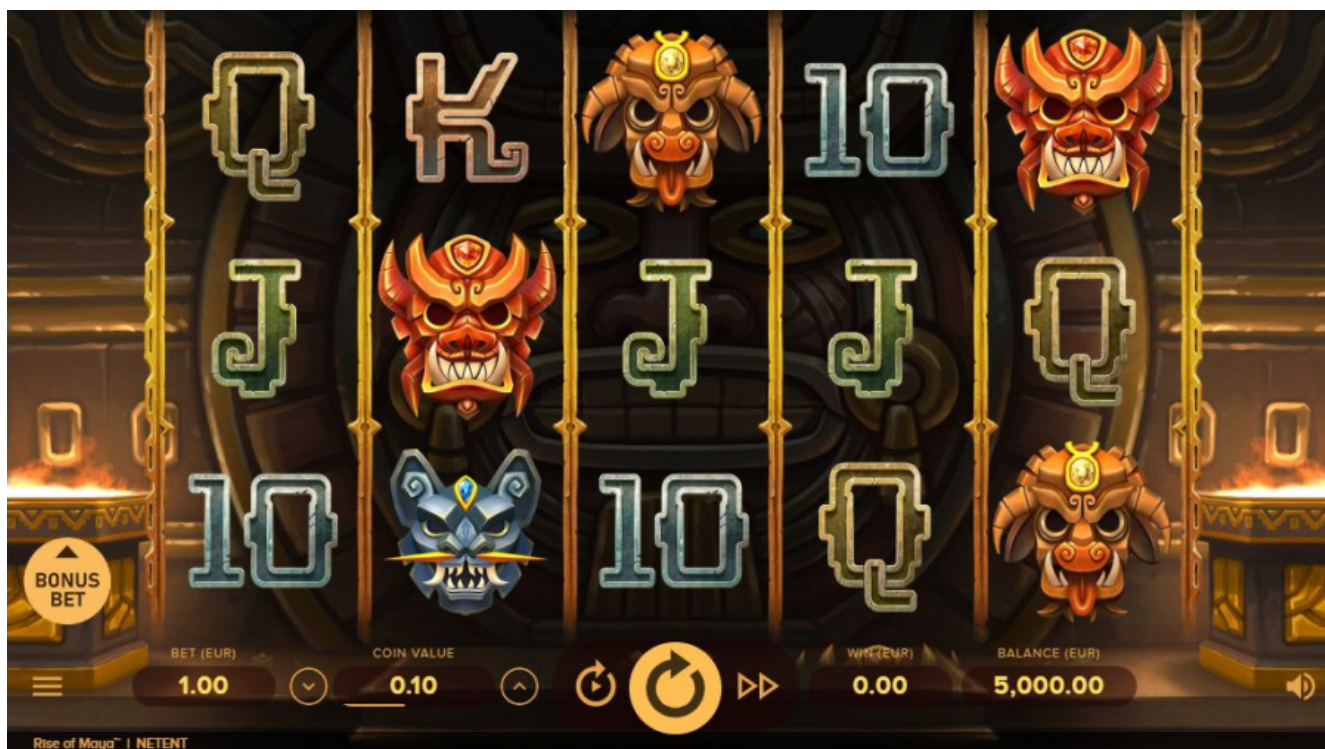 Q K 10
J J J Q
10 10 Q
BONUS
BET
BET (EUR) COIN VALUE WIN (EUR) BALANCE (EUR)
1.00 0.10 0.00 5,000.00
Rise of Maya™ | NETENT